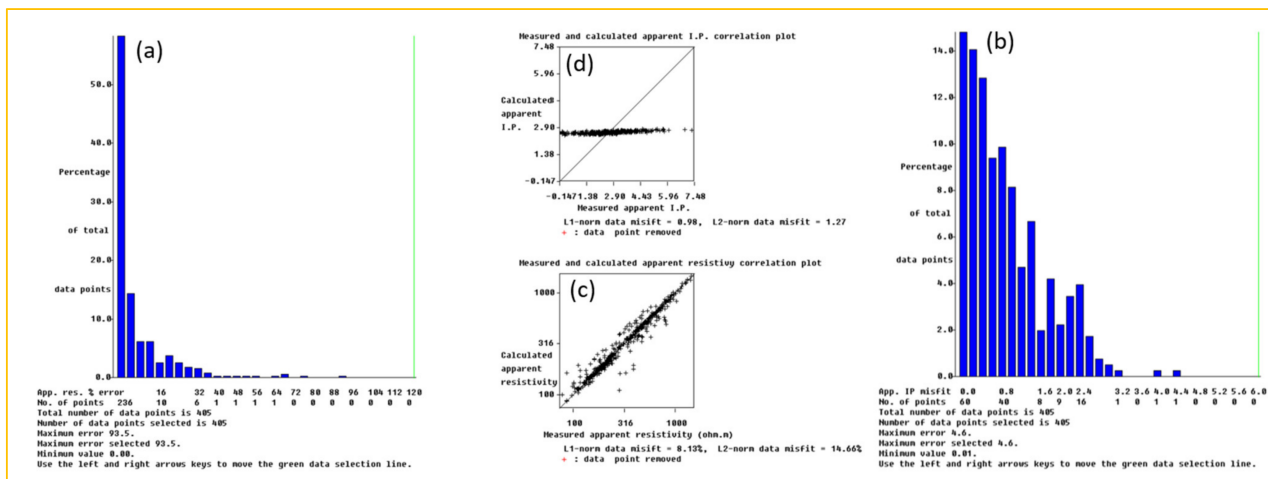 (a)
50.0
40.0
Percentage
30.0
of total
20.0
data points
10.0
0.0
App. res. % error 16 32 40 48 56 64 72 80 88 96 104 112 120
No. of points 236 10 6 1 1 1 1 0 0 0 0 0 0
Total number of data points is 405
Number of data points selected is 405
Maximum error 93.5.
Maximum error selected 93.5.
Minimum value 0.00.
Use the left and right arrows keys to move the green data selection line.
Measured and calculated apparent I.P. correlation plot
7.48
(d)
5.96
Calculated
apparent
I.P. 2.90
1.38
-0.147
-0.147 1.38 2.90 4.43 5.96 7.48
Measured apparent I.P.
L1-norm data misift = 0.98, L2-norm data misfit = 1.27
+ : data point removed
Measured and calculated apparent resistivy correlation plot
(c)
1000
316
Calculated
apparent
resistivity 100
100 316 1000
Measured apparent resistivity (ohm.m)
L1-norm data misift = 8.13%, L2-norm data misfit = 14.66%
+ : data point removed
(b)
14.0
12.0
10.0
Percentage
8.0
of total
6.0
data points
4.0
2.0
0.0
App. IP misfit 0.0 0.8 1.6 2.0 2.4 3.2 3.6 4.0 4.4 4.8 5.2 5.6 6.0
No. of points 60 40 8 9 16 1 0 1 1 0 0 0 0
Total number of data points is 405
Number of data points selected is 405
Maximum error 4.6.
Maximum error selected 4.6.
Minimum value 0.01.
Use the left and right arrows keys to move the green data selection line.